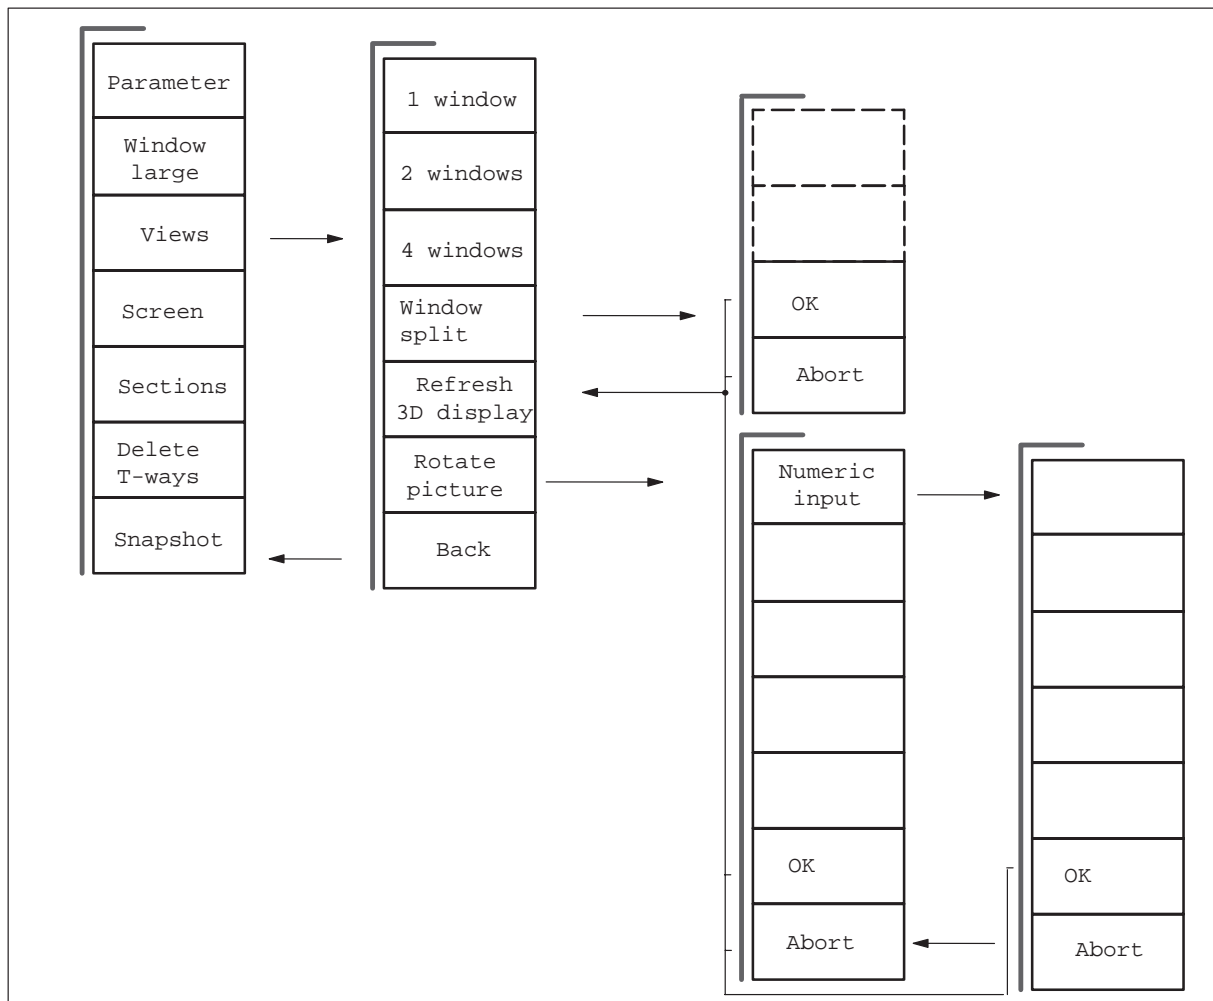 Parameter
Window
large
Views
Screen
Sections
Delete
T-ways
Snapshot
1 window
2 windows
4 windows
Window
split
Refresh
3D display
Rotate
picture
Back
OK
Abort
Numeric
input
OK
Abort
OK
Abort